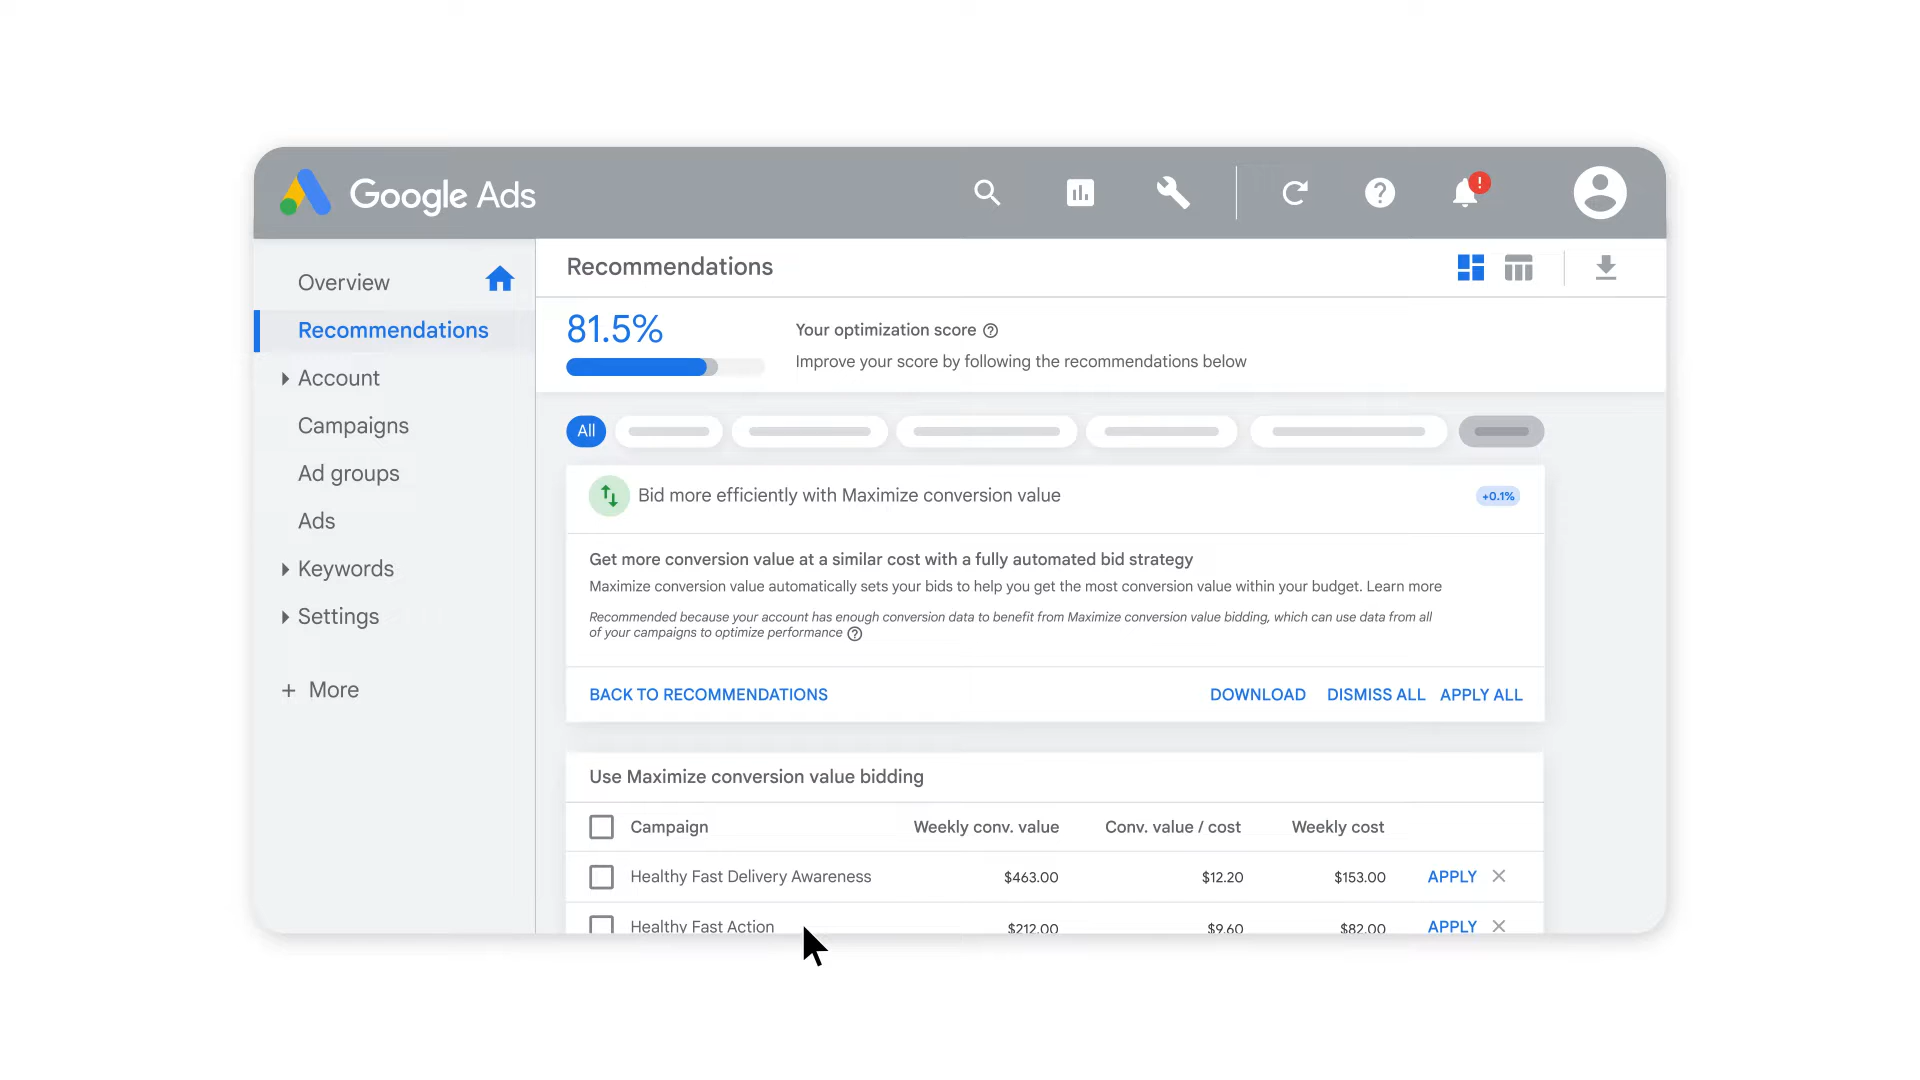 Google Ads
!
Overview
Recommendations
Account
Campaigns
Ad groups
Ads
Keywords
Settings
+ More
Recommendations
81.5%
Your optimization score ?
Improve your score by following the recommendations below
All
Bid more efficiently with Maximize conversion value
+0.1%
Get more conversion value at a similar cost with a fully automated bid strategy
Maximize conversion value automatically sets your bids to help you get the most conversion value within your budget. Learn more
Recommended because your account has enough conversion data to benefit from Maximize conversion value bidding, which can use data from all
of your campaigns to optimize performance ?
BACK TO RECOMMENDATIONS DOWNLOAD DISMISS ALL APPLY ALL
Use Maximize conversion value bidding
Campaign Weekly conv. value Conv. value / cost Weekly cost
Healthy Fast Delivery Awareness $463.00 $12.20 $153.00 APPLY
Healthy Fast Action $212.00 $9.60 $82.00 APPLY